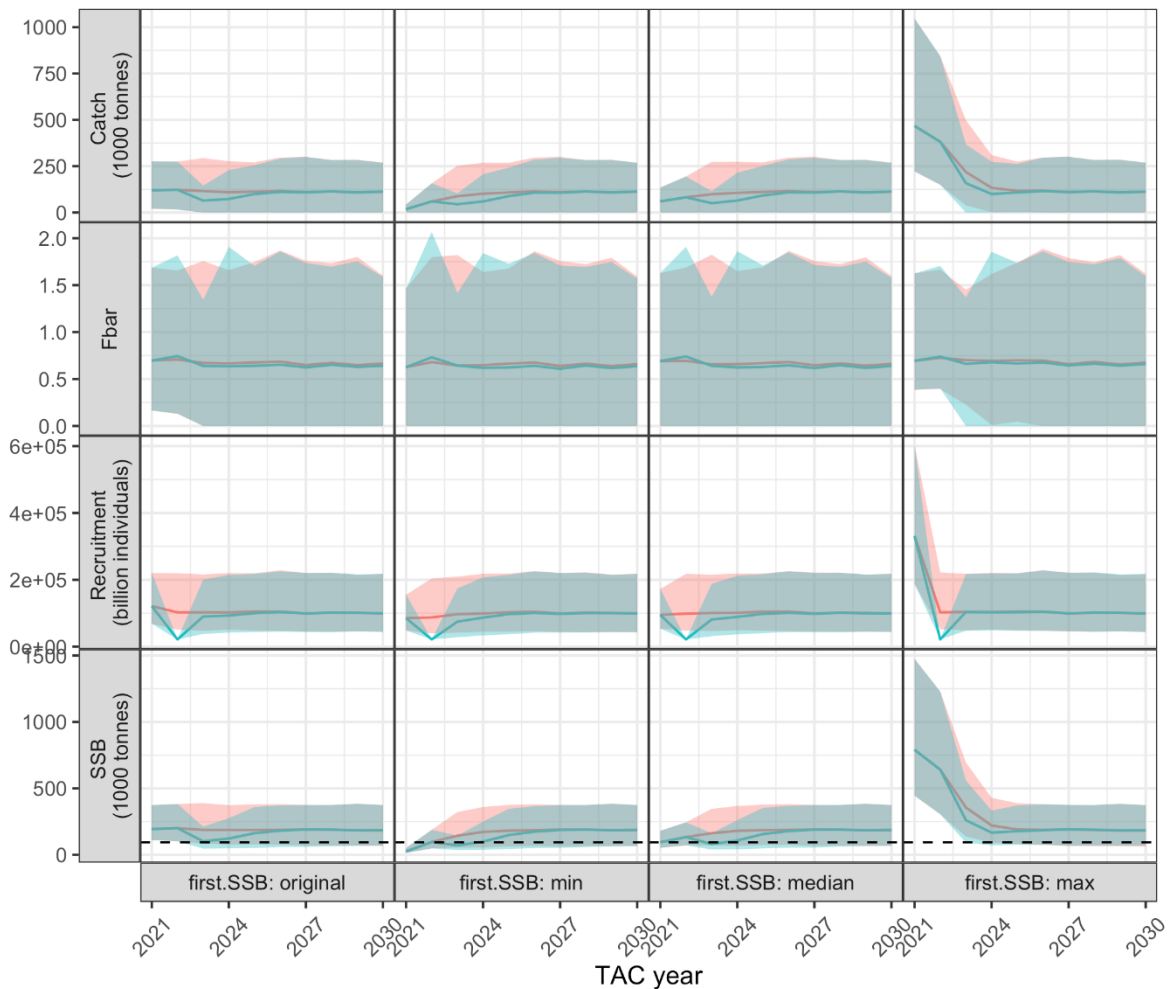 1000
750
500
250
0
Catch
(1000 tonnes)
2.0
1.5
1.0
0.5
0.0
Fbar
6e+05
4e+05
2e+05
0e+00
Recruitment
(billion individuals)
1500
1000
500
0
SSB
(1000 tonnes)
first.SSB: original
first.SSB: min
first.SSB: median
first.SSB: max
2021
2024
2027
2030
2021
2024
2027
2030
2021
2024
2027
2030
2021
2024
2027
2030
TAC year